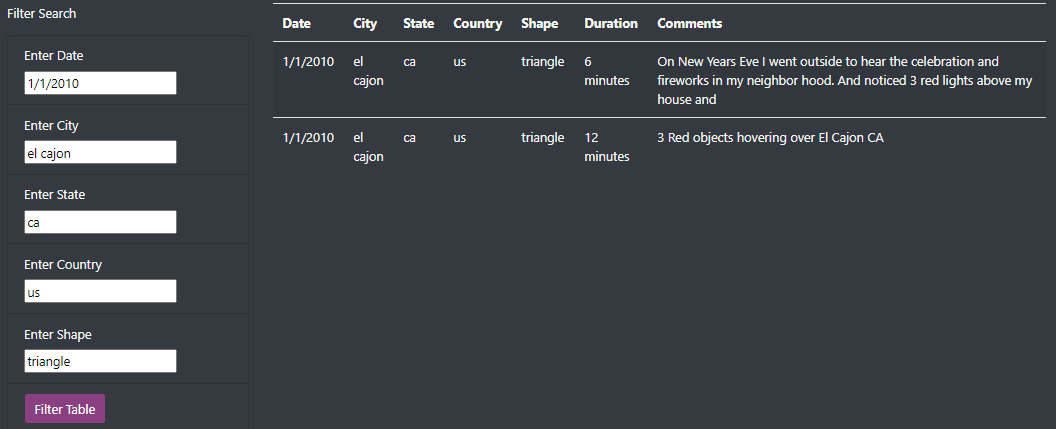 Filter Search
Enter Date
1/1/2010
Enter City
el cajon
Enter State
ca
Enter Country
us
Enter Shape
triangle
Filter Table
Date City State Country Shape Duration Comments
1/1/2010 el cajon ca us triangle 6 minutes On New Years Eve I went outside to hear the celebration and
fireworks in my neighbor hood. And noticed 3 red lights above my
house and
1/1/2010 el cajon ca us triangle 12 minutes 3 Red objects hovering over El Cajon CA